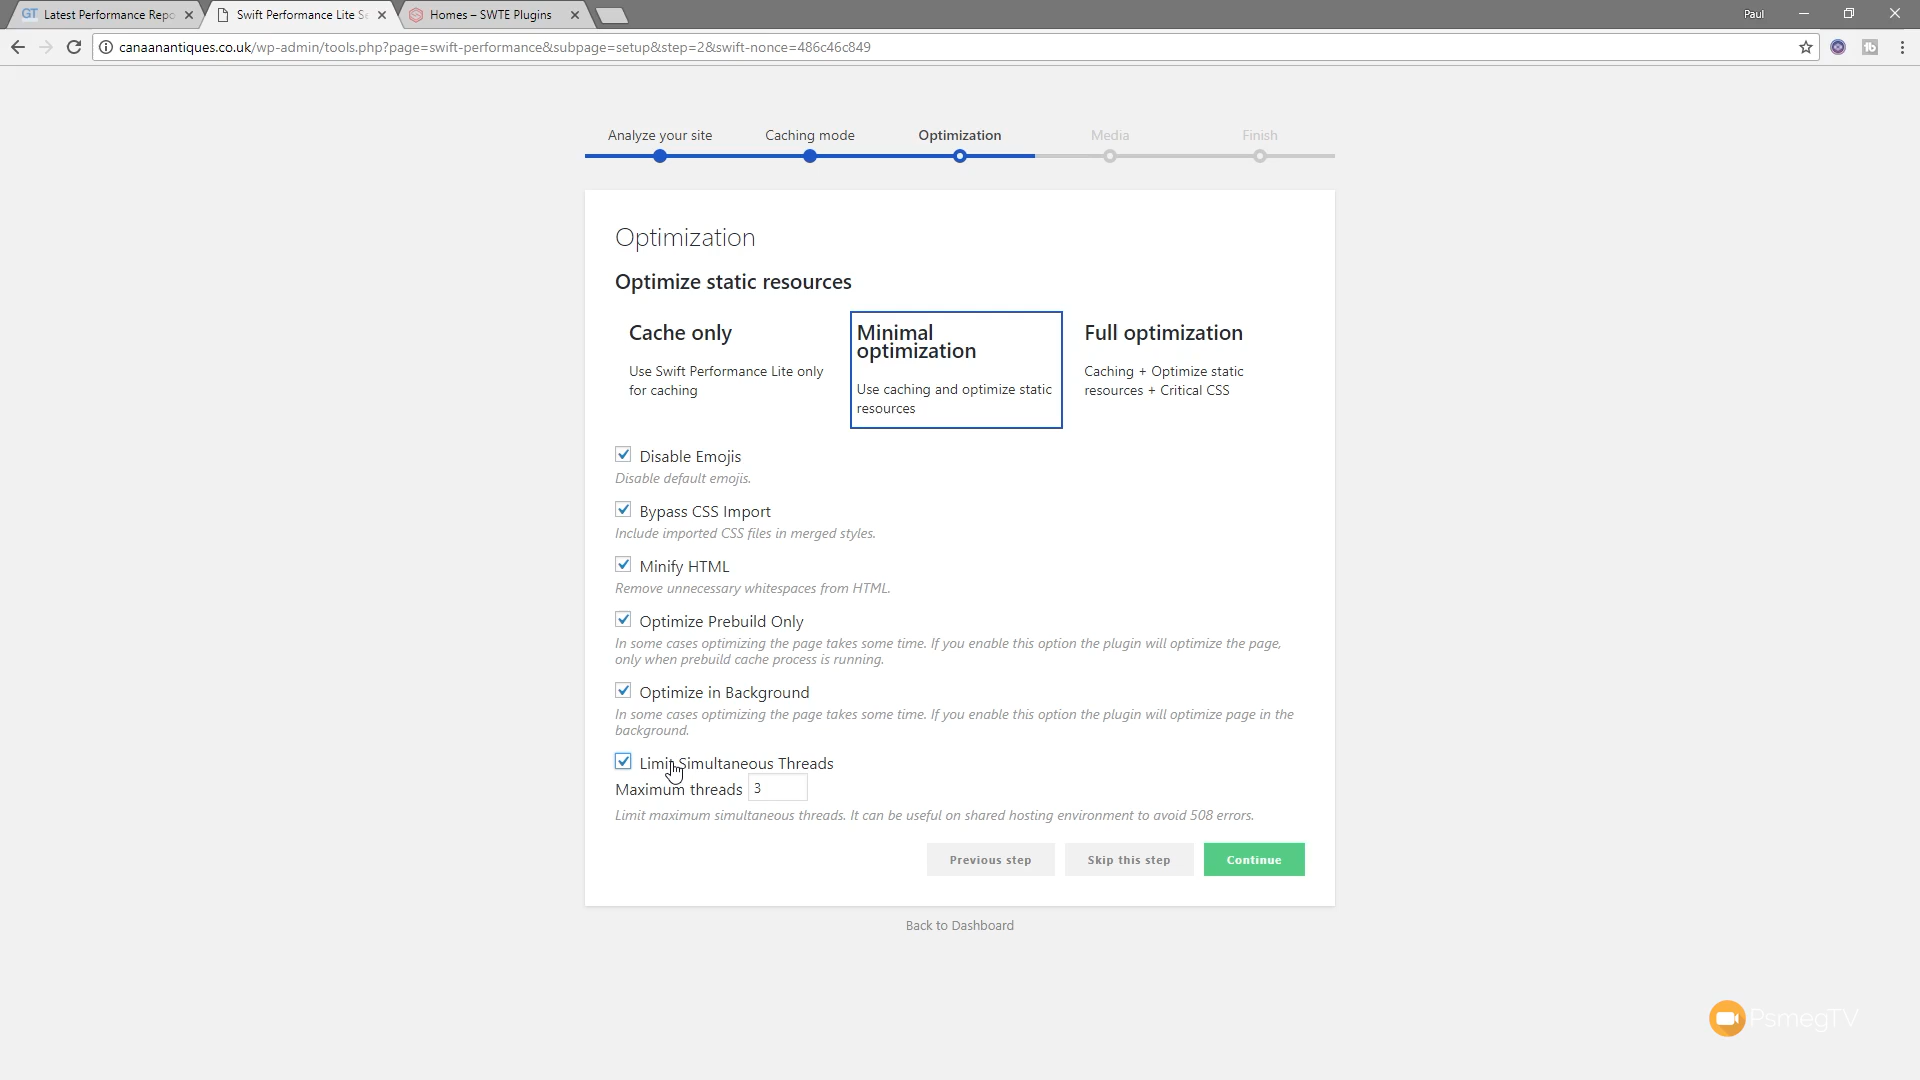 GT Latest Performance Repo
Swift Performance Lite Se
Homes – SWTE Plugins
Paul
canaanantiques.co.uk/wp-admin/tools.php?page=swift-performance&subpage=setup&step=2&swift-nonce=486c46c849
Analyze your site
Caching mode
Optimization
Media
Finish
Optimization
Optimize static resources
Cache only
Use Swift Performance Lite only
for caching
Minimal
optimization
Use caching and optimize static
resources
Full optimization
Caching + Optimize static
resources + Critical CSS
Disable Emojis
Disable default emojis.
Bypass CSS Import
Include imported CSS files in merged styles.
Minify HTML
Remove unnecessary whitespaces from HTML.
Optimize Prebuild Only
In some cases optimizing the page takes some time. If you enable this option the plugin will optimize the page,
only when prebuild cache process is running.
Optimize in Background
In some cases optimizing the page takes some time. If you enable this option the plugin will optimize page in the
background.
Limit Simultaneous Threads
Maximum threads 3
Limit maximum simultaneous threads. It can be useful on shared hosting environment to avoid 508 errors.
Previous step
Skip this step
Continue
Back to Dashboard
PsmegTV